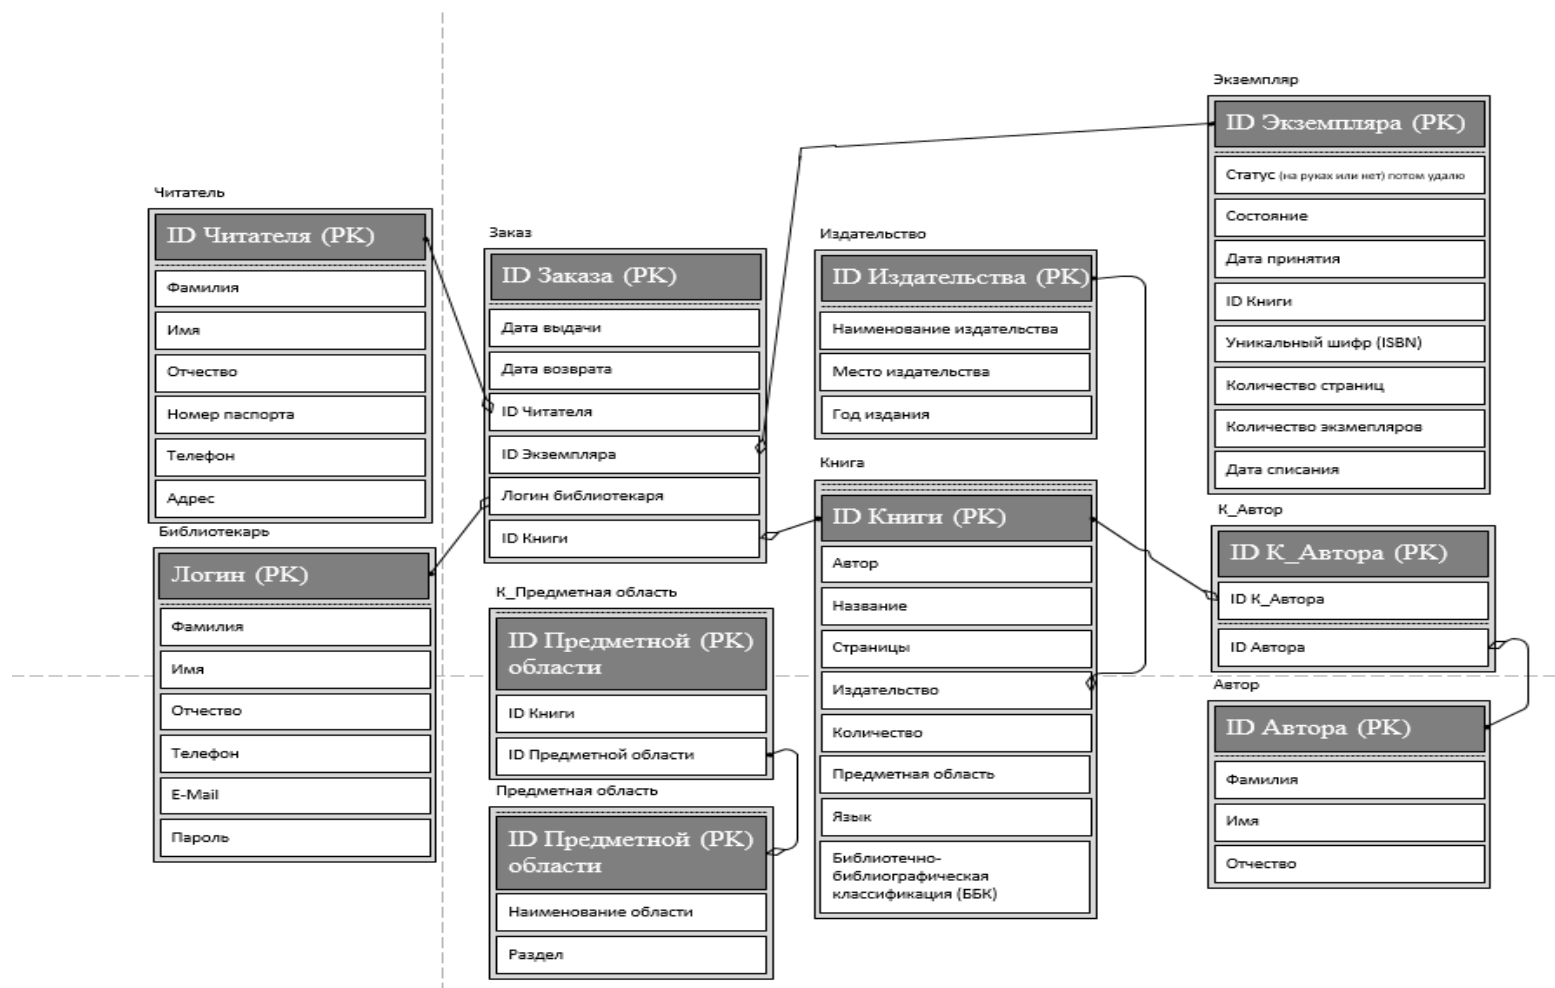 Читатель
ID Читателя (PK)
Фамилия
Имя
Отчество
Номер паспорта
Телефон
Адрес
Библиотекарь
Логин (PK)
Фамилия
Имя
Отчество
Телефон
E-Mail
Пароль
Заказ
ID Заказа (PK)
Дата выдачи
Дата возврата
ID Читателя
ID Экземпляра
Логин библиотекаря
ID Книги
К_Предметная область
ID Предметной (PK)
области
ID Книги
ID Предметной области
Предметная область
ID Предметной (PK)
области
Наименование области
Раздел
Издательство
ID Издательства (PK)
Наименование издательства
Место издательства
Год издания
Книга
ID Книги (PK)
Автор
Название
Страницы
Издательство
Количество
Предметная область
Язык
Библиотечно-
библиографическая
классификация (ББК)
Экземпляр
ID Экземпляра (PK)
Статус (на руках или нет) потом удалю
Состояние
Дата принятия
ID Книги
Уникальный шифр (ISBN)
Количество страниц
Количество экзмепляров
Дата списания
К_Автор
ID К_Автора (PK)
ID К_Автора
ID Автора
Автор
ID Автора (PK)
Фамилия
Имя
Отчество